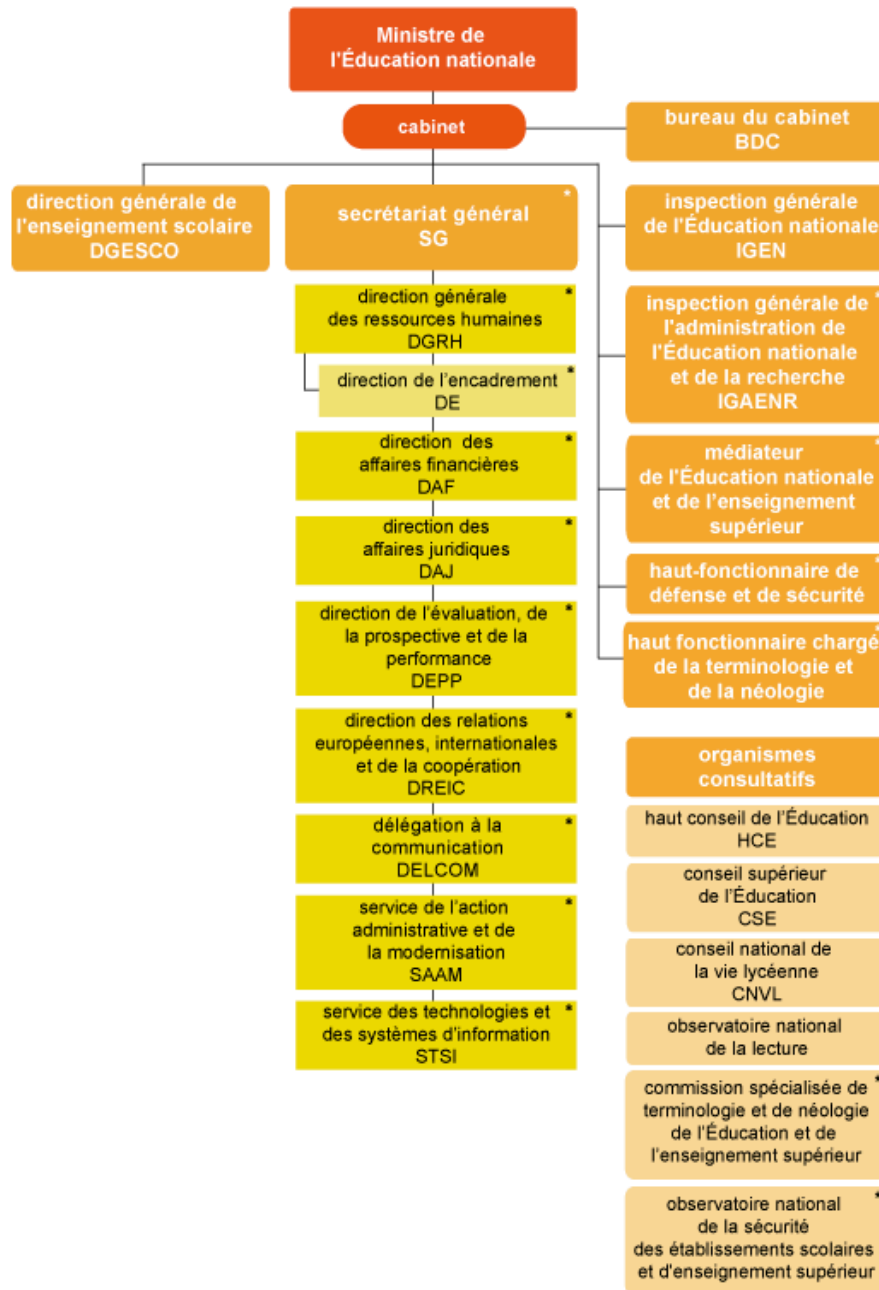 Ministre de
l'Éducation nationale
cabinet
bureau du cabinet
BDC
direction générale de
l'enseignement scolaire
DGESCO
*
secrétariat général
SG
inspection générale
de l'Éducation nationale
IGEN
direction générale *
des ressources humaines
DGRH
direction de l'encadrement *
DE
direction des *
affaires financières
DAF
direction des *
affaires juridiques
DAJ
direction de l'évaluation, de *
la prospective et de la
performance
DEPP
direction des relations *
européennes, internationales
et de la coopération
DREIC
délégation à la *
communication
DELCOM
service de l'action *
administrative et de
la modernisation
SAAM
service des technologies et *
des systèmes d'information
STSI
inspection générale de *
l'administration de
l'Éducation nationale
et de la recherche
IGAENR
médiateur *
de l'Éducation nationale
et de l'enseignement
supérieur
haut-fonctionnaire de *
défense et de sécurité
haut fonctionnaire chargé *
de la terminologie et
de la néologie
organismes
consultatifs
haut conseil de l'Éducation
HCE
conseil supérieur
de l'Éducation
CSE
conseil national de
la vie lycéenne
CNVL
observatoire national
de la lecture
commission spécialisée de *
terminologie et de néologie
de l'Éducation et de
l'enseignement supérieur
observatoire national *
de la sécurité
des établissements scolaires
et d'enseignement supérieur